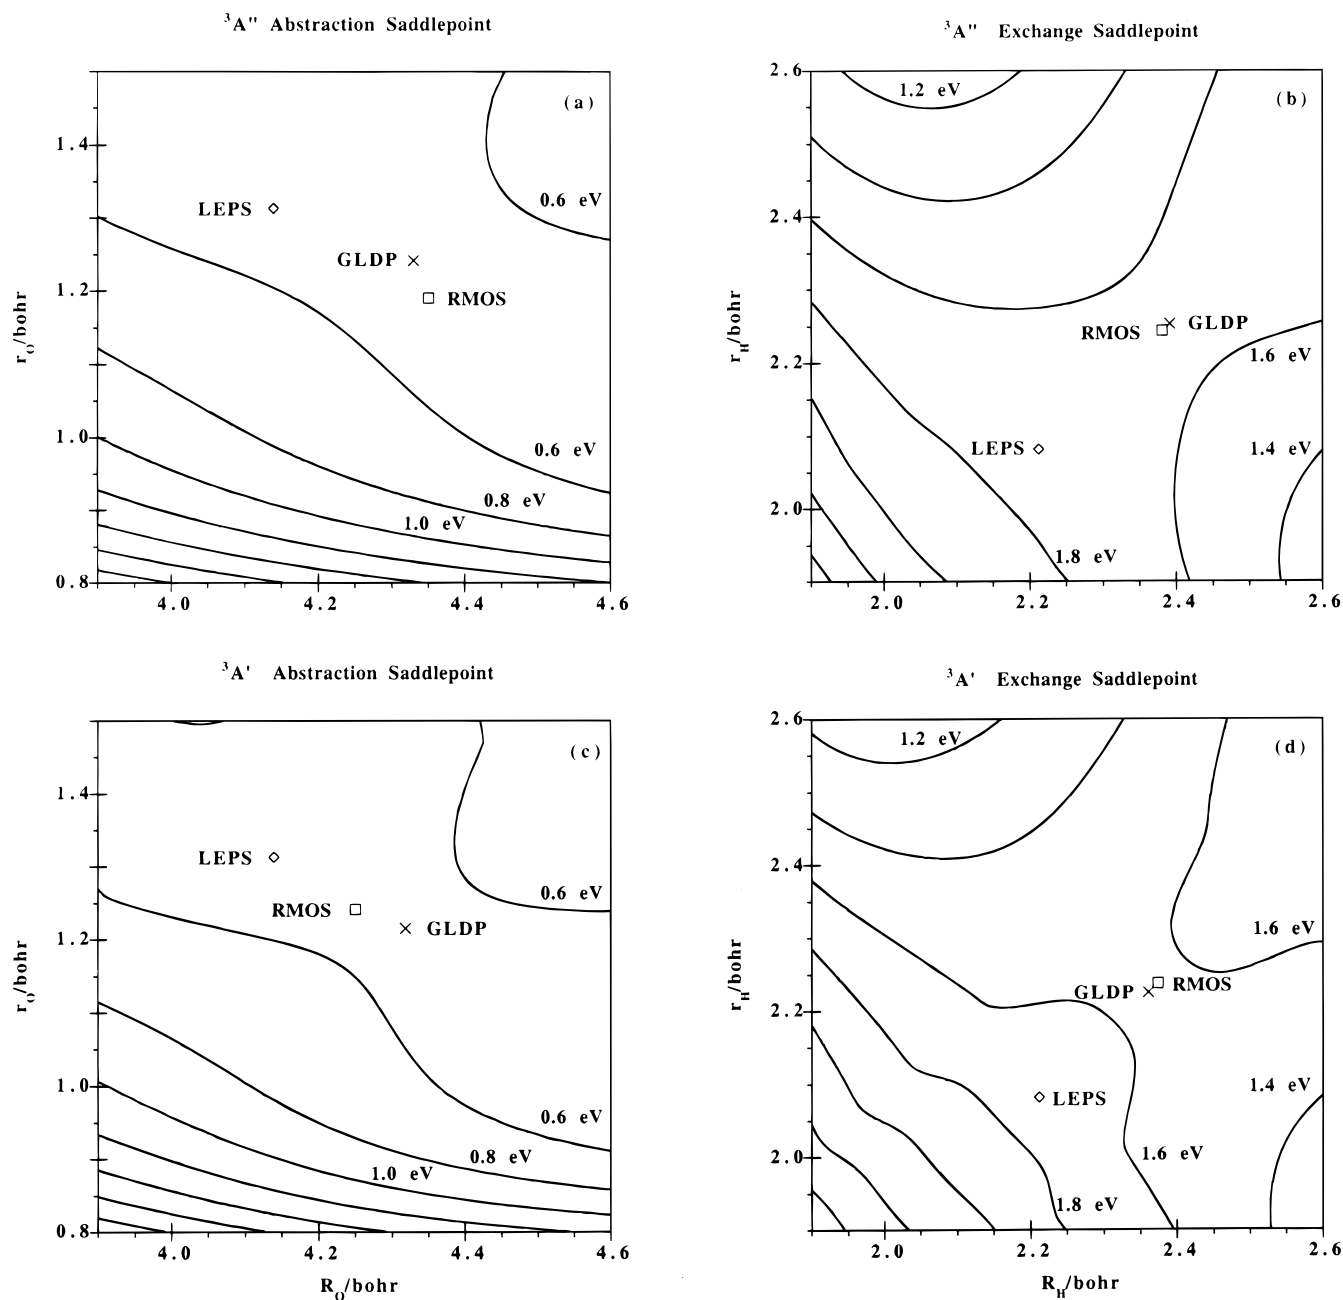 ³A" Abstraction Saddlepoint
(a)
1.4
1.2
1.0
0.8
4.0 4.2 4.4 4.6
r_O/bohr
LEPS
GLDP
RMOS
0.6 eV
0.6 eV
0.8 eV
1.0 eV
³A" Exchange Saddlepoint
(b)
2.6
2.4
2.2
2.0
2.0 2.2 2.4 2.6
r_H/bohr
1.2 eV
RMOS
GLDP
LEPS
1.6 eV
1.4 eV
1.8 eV
³A' Abstraction Saddlepoint
(c)
1.4
1.2
1.0
0.8
4.0 4.2 4.4 4.6
r_O/bohr
R_O/bohr
LEPS
RMOS
GLDP
0.6 eV
0.6 eV
0.8 eV
1.0 eV
³A' Exchange Saddlepoint
(d)
2.6
2.4
2.2
2.0
2.0 2.2 2.4 2.6
r_H/bohr
R_H/bohr
1.2 eV
1.6 eV
GLDP
RMOS
LEPS
1.4 eV
1.6 eV
1.8 eV